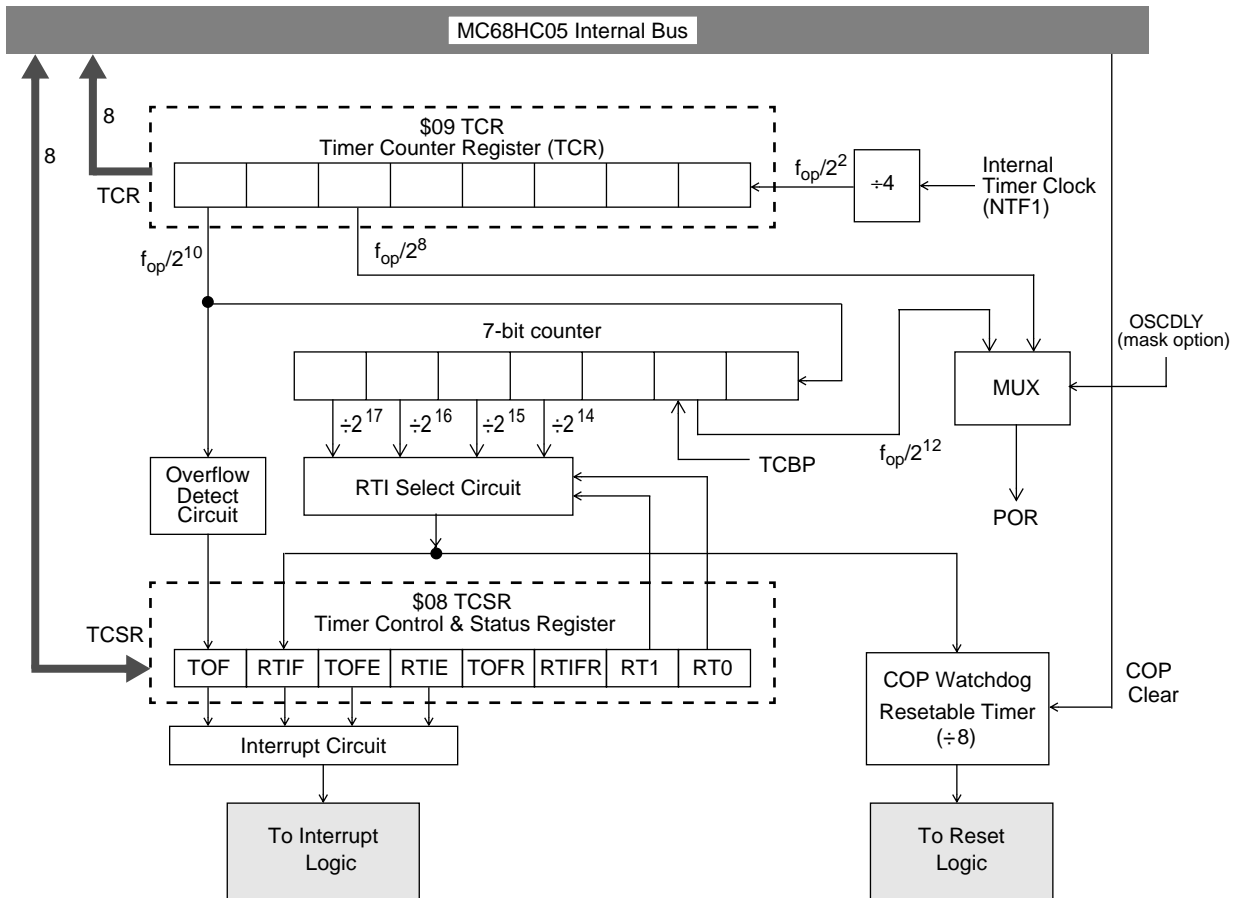 MC68HC05 Internal Bus
8
8
$09 TCR
Timer Counter Register (TCR)
TCR
fop/2^2
÷4
Internal
Timer Clock
(NTF1)
fop/2^10
fop/2^8
7-bit counter
OSCDLY
(mask option)
MUX
÷2^17
÷2^16
÷2^15
÷2^14
TCBP
fop/2^12
POR
Overflow
Detect
Circuit
RTI Select Circuit
$08 TCSR
Timer Control & Status Register
TCSR
TOF RTIF TOFE RTIE TOFR RTIFR RT1 RT0
COP Watchdog
Resetable Timer
(÷8)
COP
Clear
Interrupt Circuit
To Interrupt
Logic
To Reset
Logic